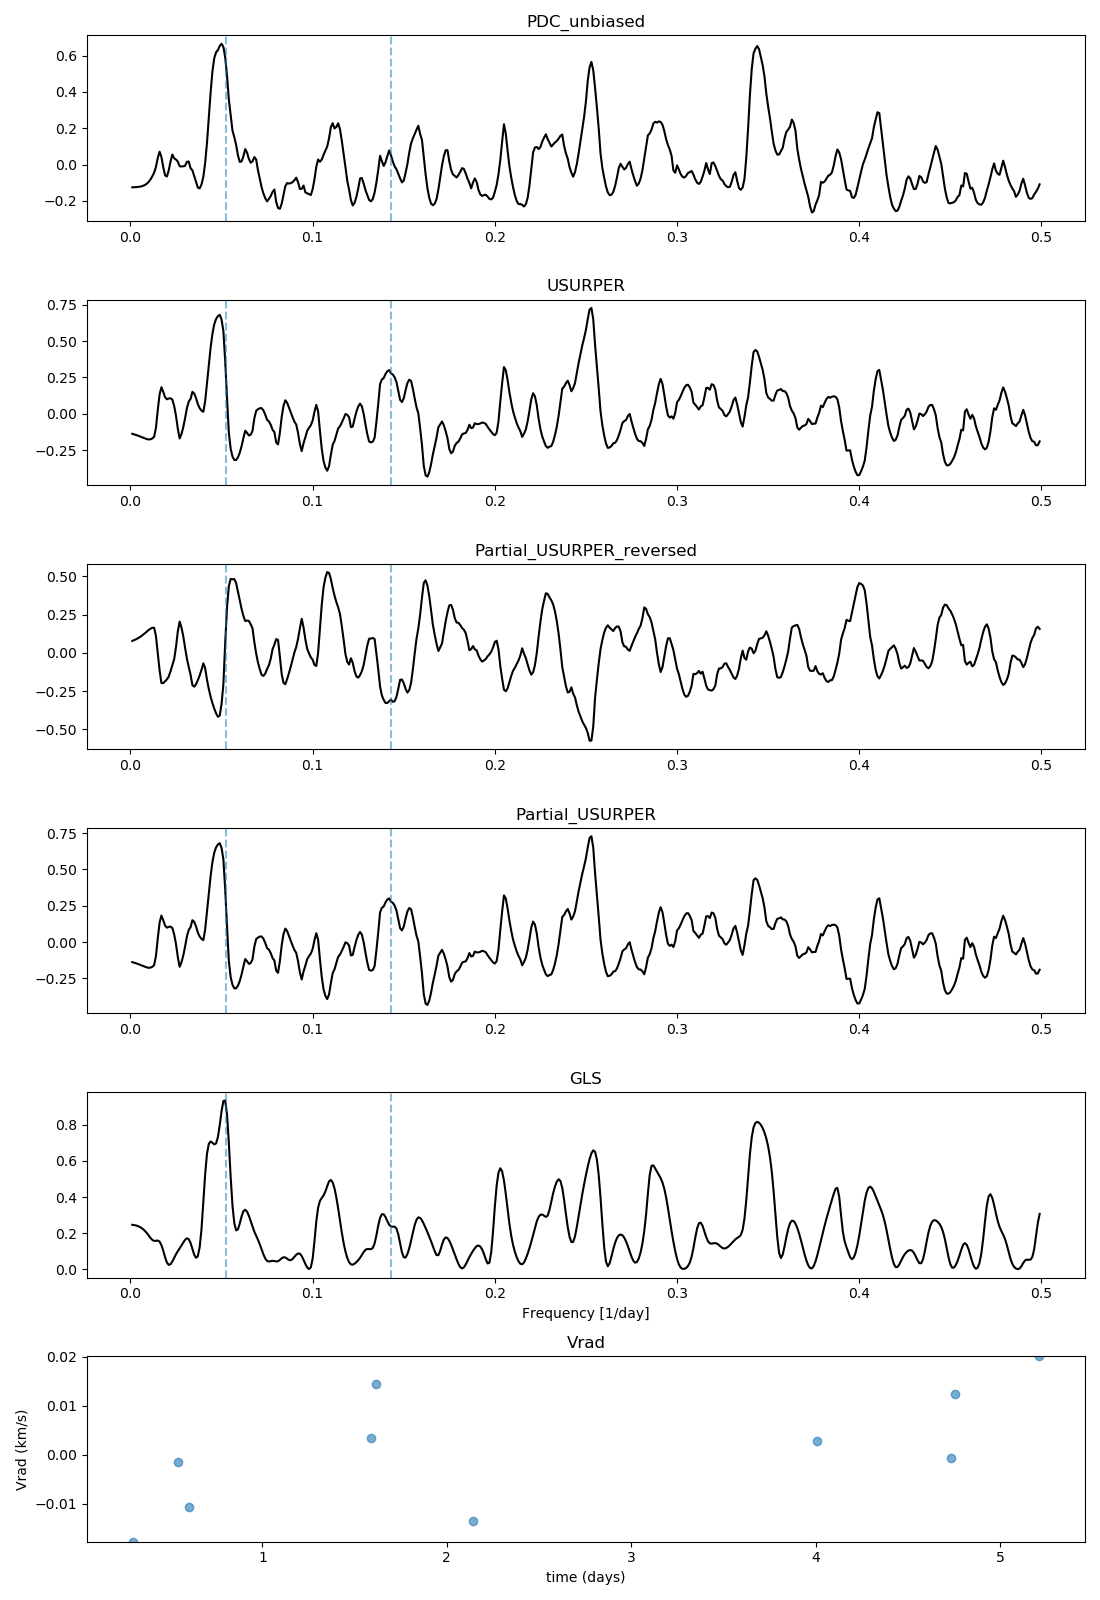 PDC_unbiased
0.6
0.4
0.2
0.0
−0.2
0.0 0.1 0.2 0.3 0.4 0.5
USURPER
0.75
0.50
0.25
0.00
−0.25
0.0 0.1 0.2 0.3 0.4 0.5
Partial_USURPER_reversed
0.50
0.25
0.00
−0.25
−0.50
0.0 0.1 0.2 0.3 0.4 0.5
Partial_USURPER
0.75
0.50
0.25
0.00
−0.25
0.0 0.1 0.2 0.3 0.4 0.5
GLS
0.8
0.6
0.4
0.2
0.0
0.0 0.1 0.2 0.3 0.4 0.5
Frequency [1/day]
Vrad
Vrad (km/s)
0.02
0.01
0.00
−0.01
1 2 3 4 5
time (days)